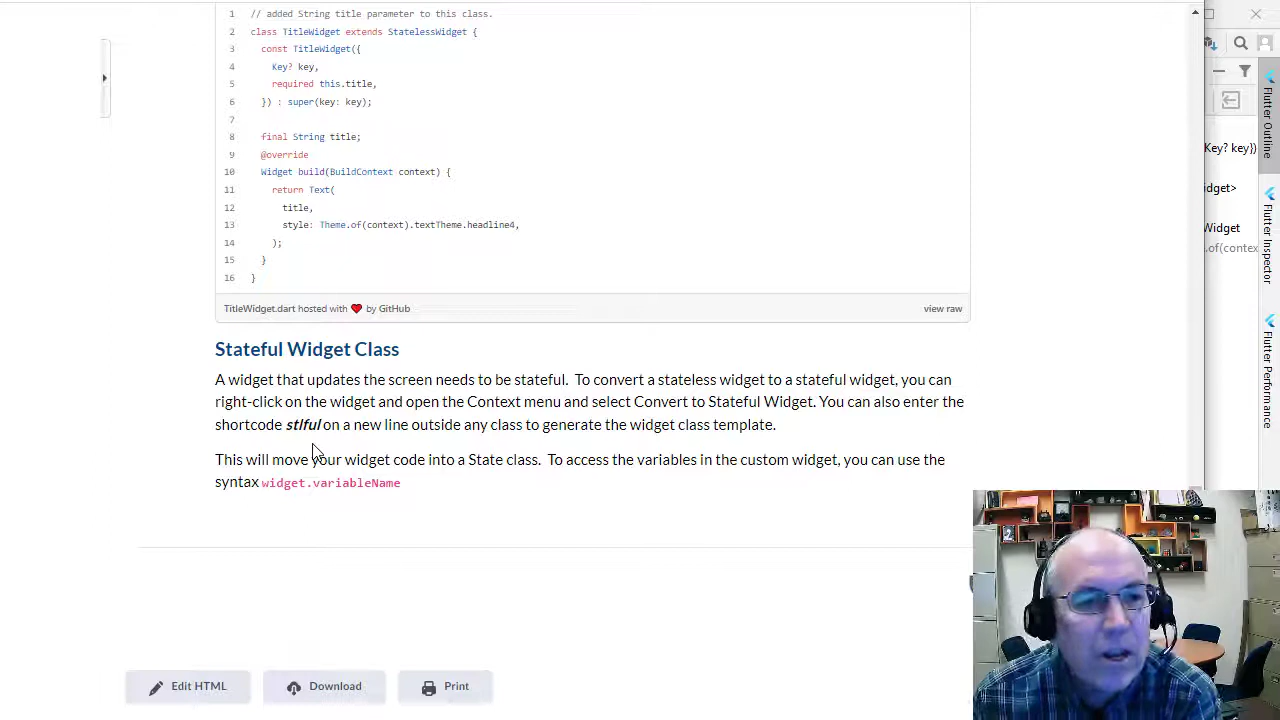 1 // added String title parameter to this class.
2 class TitleWidget extends StatelessWidget {
3 const TitleWidget({
4 Key? key,
5 required this.title,
6 }) : super(key: key);
7
8 final String title;
9 @override
10 Widget build(BuildContext context) {
11 return Text(
12 title,
13 style: Theme.of(context).textTheme.headline4,
14 );
15 }
16 }
TitleWidget.dart hosted with ❤ by GitHub view raw
Stateful Widget Class
A widget that updates the screen needs to be stateful. To convert a stateless widget to a stateful widget, you can
right-click on the widget and open the Context menu and select Convert to Stateful Widget. You can also enter the
shortcode stlful on a new line outside any class to generate the widget class template.
This will move your widget code into a State class. To access the variables in the custom widget, you can use the
syntax widget.variableName
Edit HTML
Download
Print
Key? key})
idget>
Widget
.of(contex
Flutter Outline
Flutter Inspector
Flutter Performance